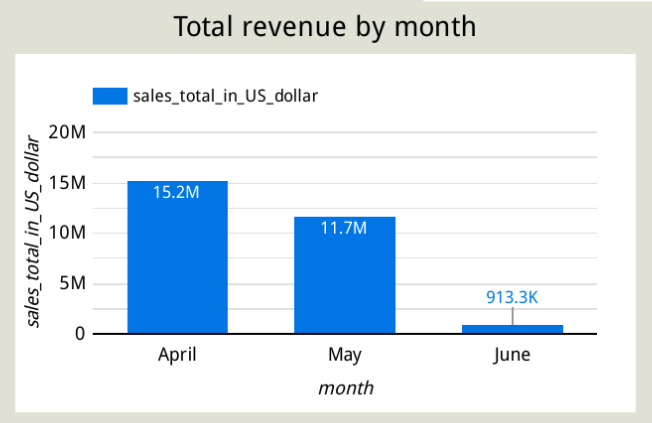 Total revenue by month
sales_total_in_US_dollar
sales_total_in_US_dollar
20M
15M
10M
5M
0
15.2M
11.7M
913.3K
April
May
June
month